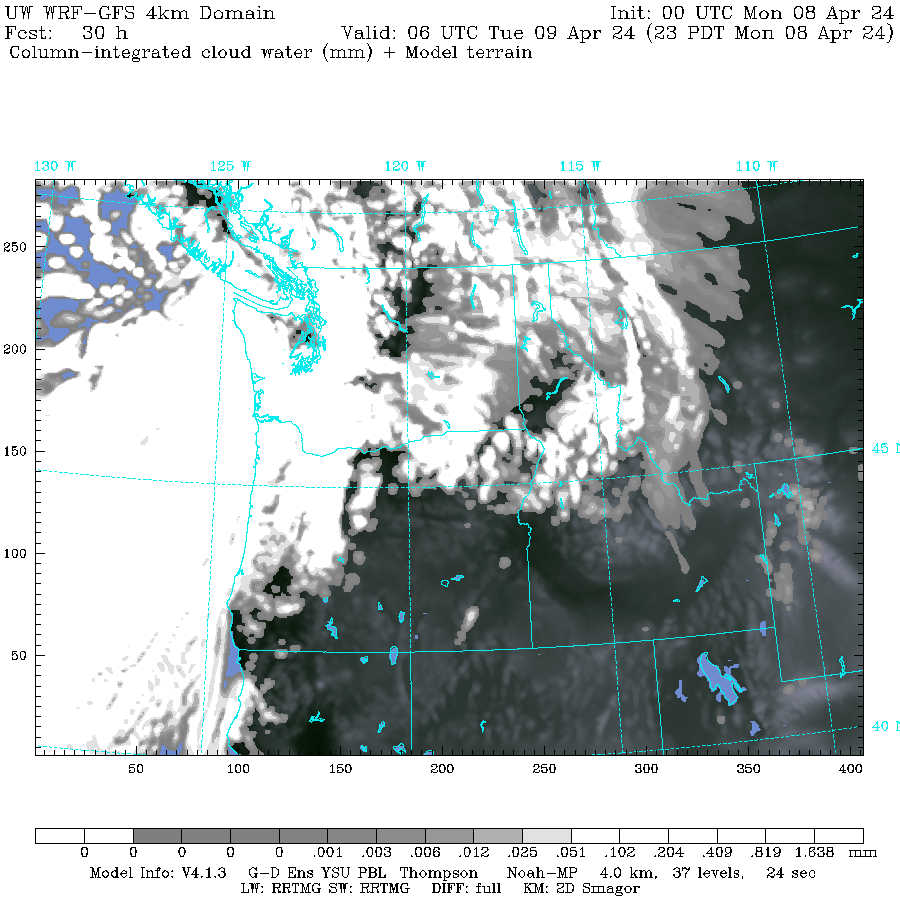 UW WRF-GFS 4km Domain Init: 00 UTC Mon 08 Apr 24
Fcst: 30 h Valid: 06 UTC Tue 09 Apr 24 (23 PDT Mon 08 Apr 24)
Column-integrated cloud water (mm) + Model terrain
130 W 125 W 120 W 115 W 110 W
250
200
150
45 N
100
50
40 N
50 100 150 200 250 300 350 400
0 0 0 0 0 .001 .003 .006 .012 .025 .051 .102 .204 .409 .819 1.638 mm
Model Info: V4.1.3 G-D Ens YSU PBL Thompson Noah-MP 4.0 km, 37 levels, 24 sec
LW: RRTMG SW: RRTMG DIFF: full KM: 2D Smagor